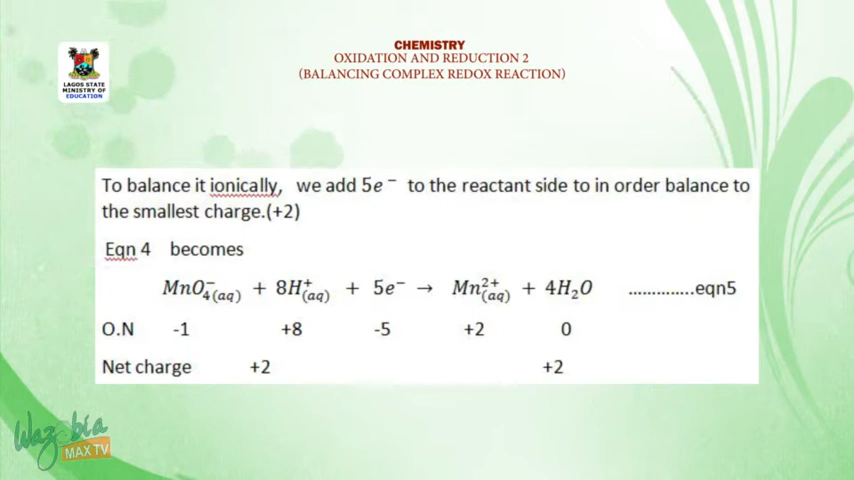 CHEMISTRY
OXIDATION AND REDUCTION 2
(BALANCING COMPLEX REDOX REACTION)
LAGOS STATE
MINISTRY OF
EDUCATION
To balance it ionically, we add 5e⁻ to the reactant side to in order balance to
the smallest charge.(+2)
Eqn 4 becomes
MnO₄⁻(aq) + 8H⁺(aq) + 5e⁻ → Mn²⁺(aq) + 4H₂O ..............eqn5
O.N -1 +8 -5 +2 0
Net charge +2 +2
Wazobia
MAX TV